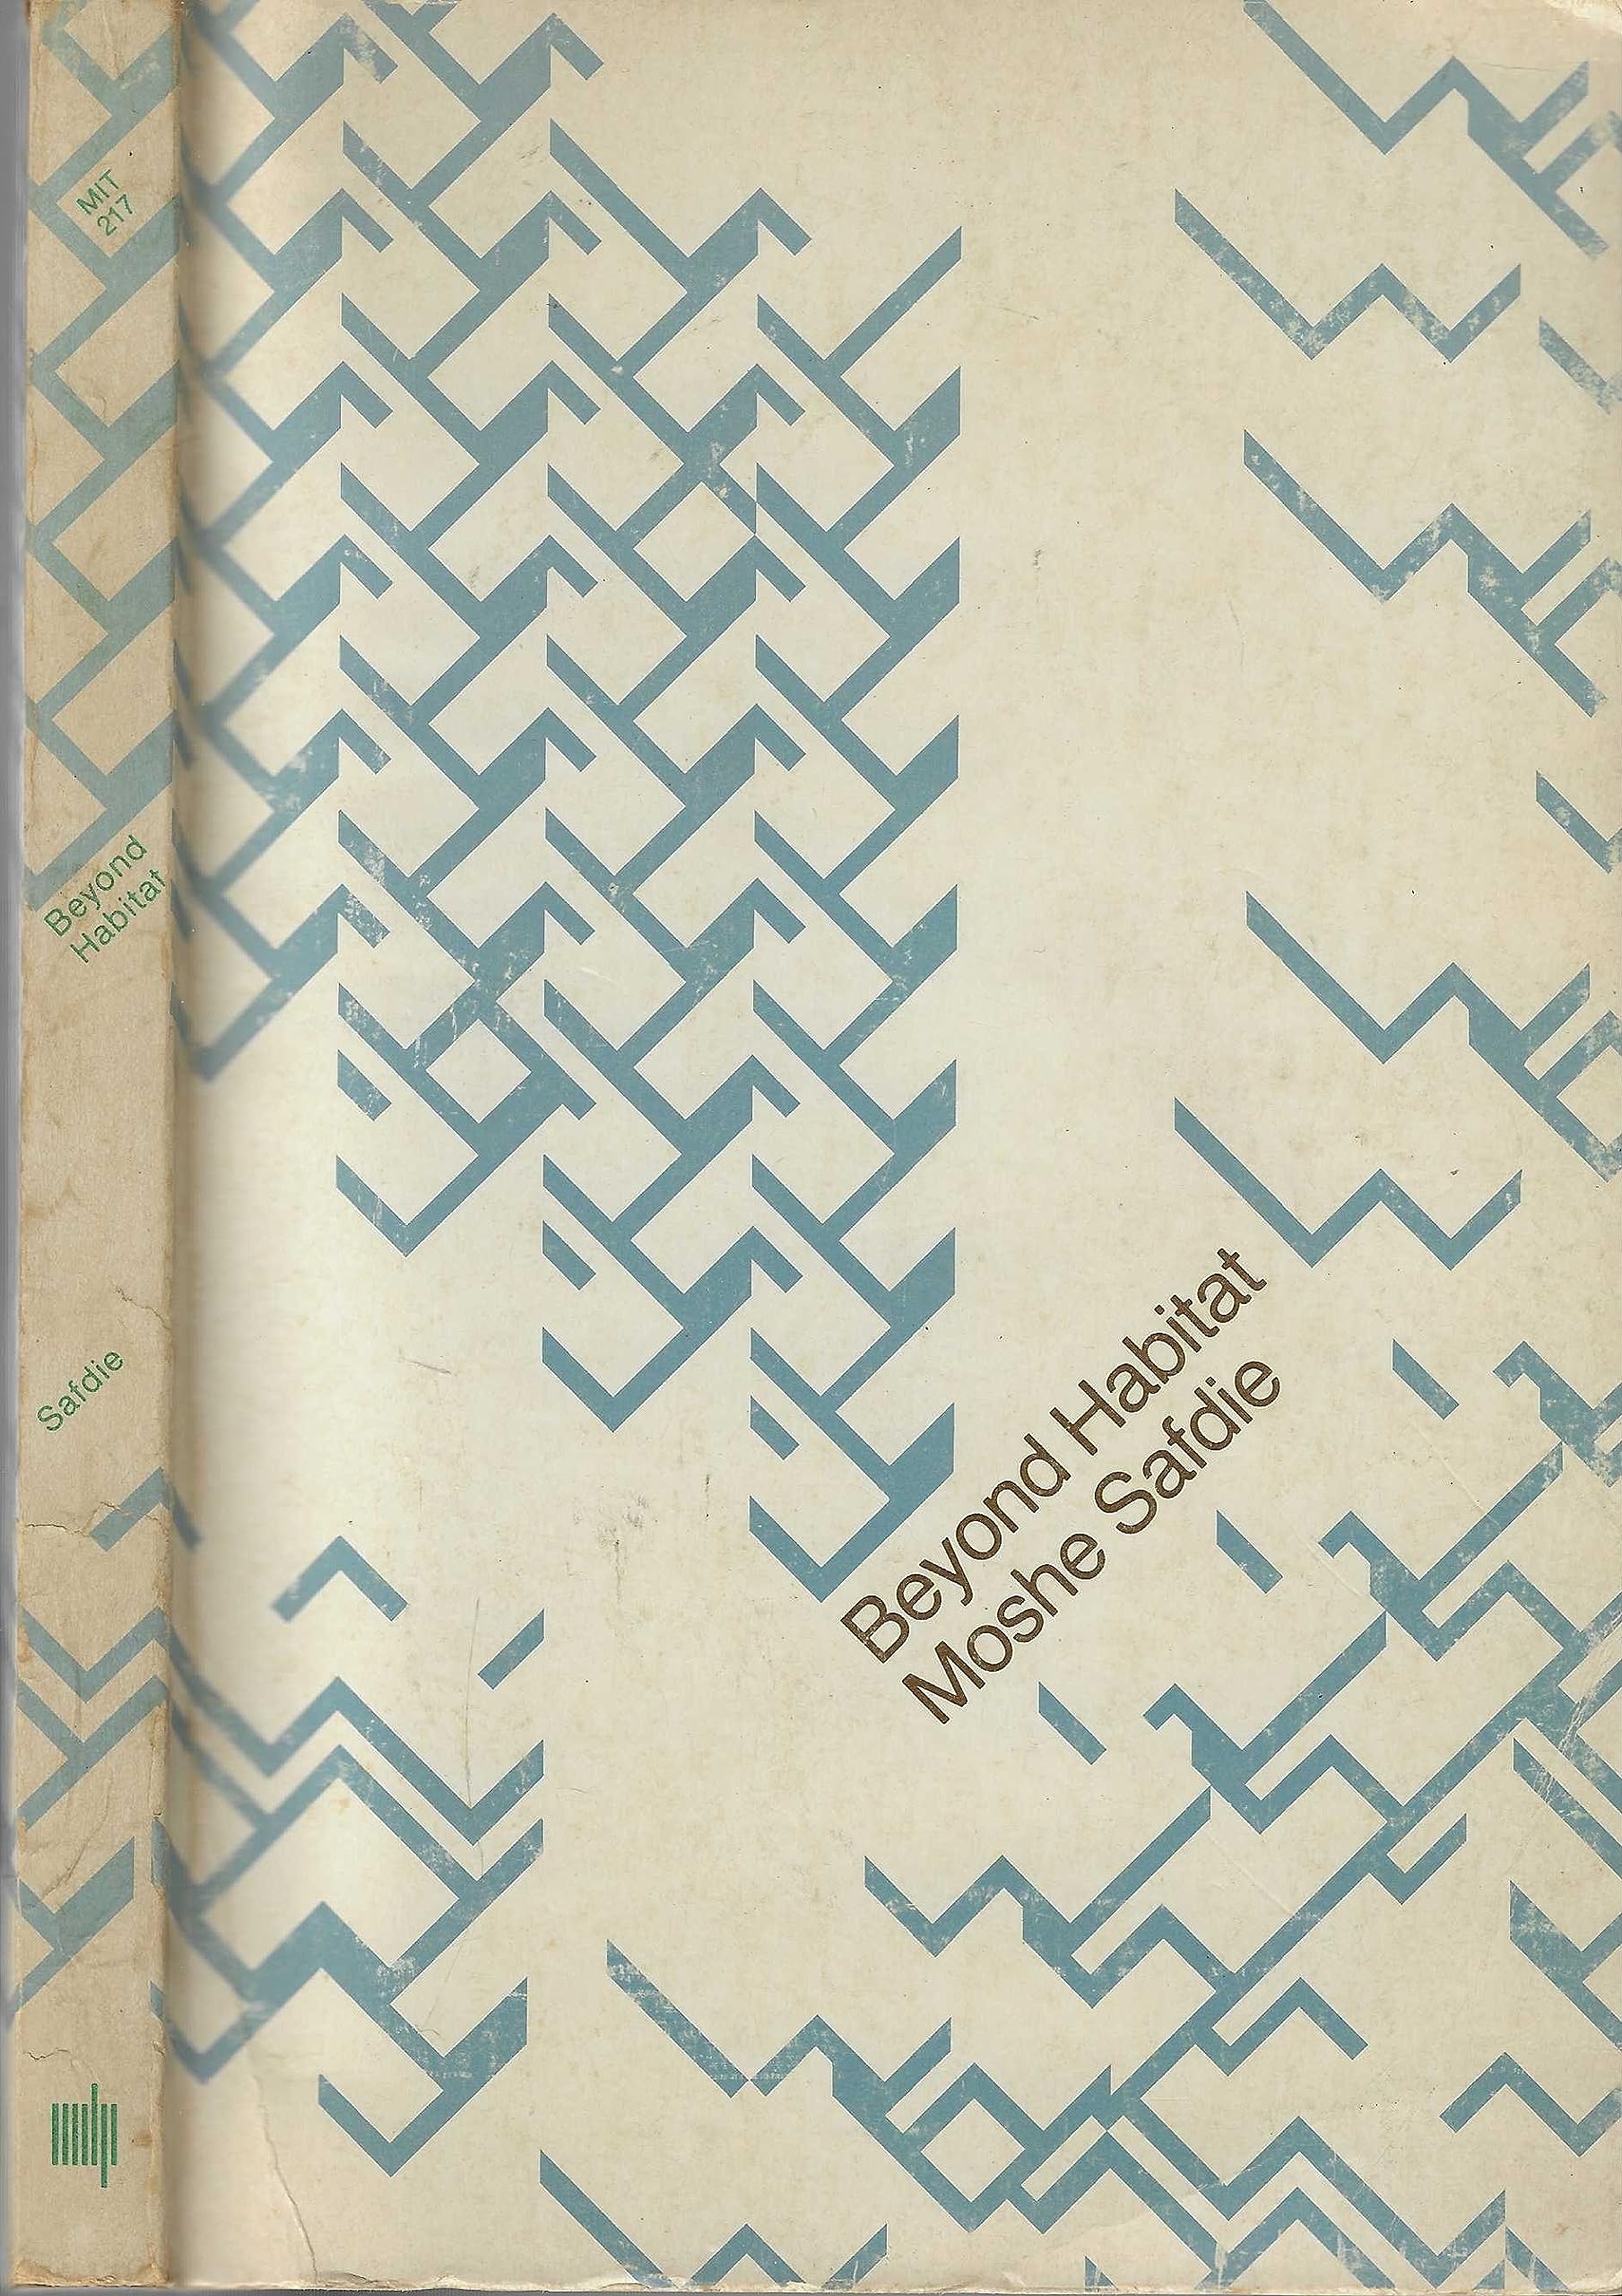 MIT
217
Beyond
Habitat
Safdie
Beyond Habitat
Moshe Safdie